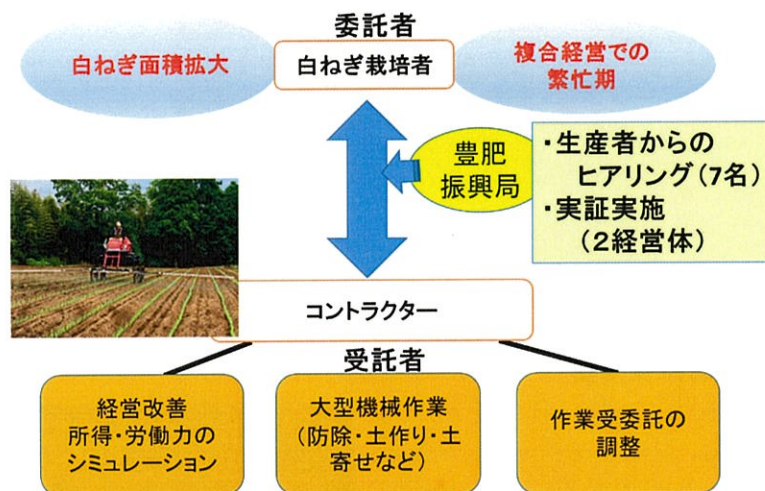 委託者
白ねぎ面積拡大
白ねぎ栽培者
複合経営での
繁忙期
豊肥
振興局
・生産者からの
ヒアリング(7名)
・実証実施
(2経営体)
コントラクター
受託者
経営改善
所得・労働力の
シミュレーション
大型機械作業
(防除・土作り・土
寄せなど)
作業受委託の
調整